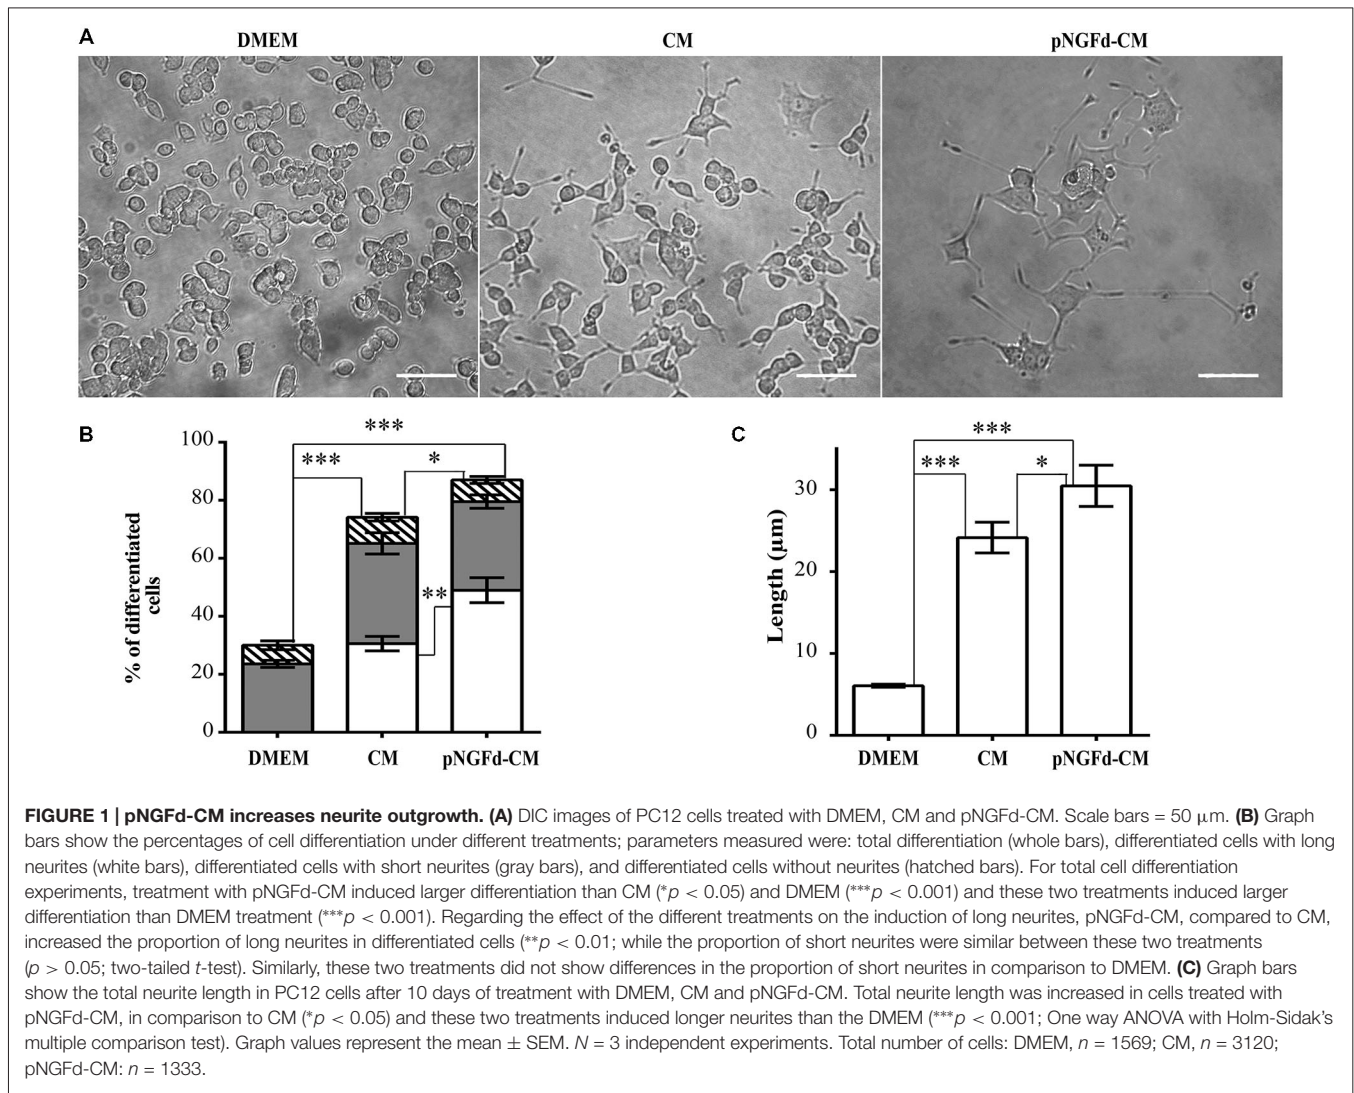 A
DMEM
CM
pNGFd-CM
B
% of differentiated
cells
100
80
60
40
20
0
***
***
*
**
DMEM
CM
pNGFd-CM
C
Length (μm)
30
20
10
0
***
***
*
DMEM
CM
pNGFd-CM
FIGURE 1 | pNGFd-CM increases neurite outgrowth. (A) DIC images of PC12 cells treated with DMEM, CM and pNGFd-CM. Scale bars = 50 μm. (B) Graph
bars show the percentages of cell differentiation under different treatments; parameters measured were: total differentiation (whole bars), differentiated cells with long
neurites (white bars), differentiated cells with short neurites (gray bars), and differentiated cells without neurites (hatched bars). For total cell differentiation
experiments, treatment with pNGFd-CM induced larger differentiation than CM (*p < 0.05) and DMEM (***p < 0.001) and these two treatments induced larger
differentiation than DMEM treatment (***p < 0.001). Regarding the effect of the different treatments on the induction of long neurites, pNGFd-CM, compared to CM,
increased the proportion of long neurites in differentiated cells (**p < 0.01; while the proportion of short neurites were similar between these two treatments
(p > 0.05; two-tailed t-test). Similarly, these two treatments did not show differences in the proportion of short neurites in comparison to DMEM. (C) Graph bars
show the total neurite length in PC12 cells after 10 days of treatment with DMEM, CM and pNGFd-CM. Total neurite length was increased in cells treated with
pNGFd-CM, in comparison to CM (*p < 0.05) and these two treatments induced longer neurites than the DMEM (***p < 0.001; One way ANOVA with Holm-Sidak's
multiple comparison test). Graph values represent the mean ± SEM. N = 3 independent experiments. Total number of cells: DMEM, n = 1569; CM, n = 3120;
pNGFd-CM: n = 1333.